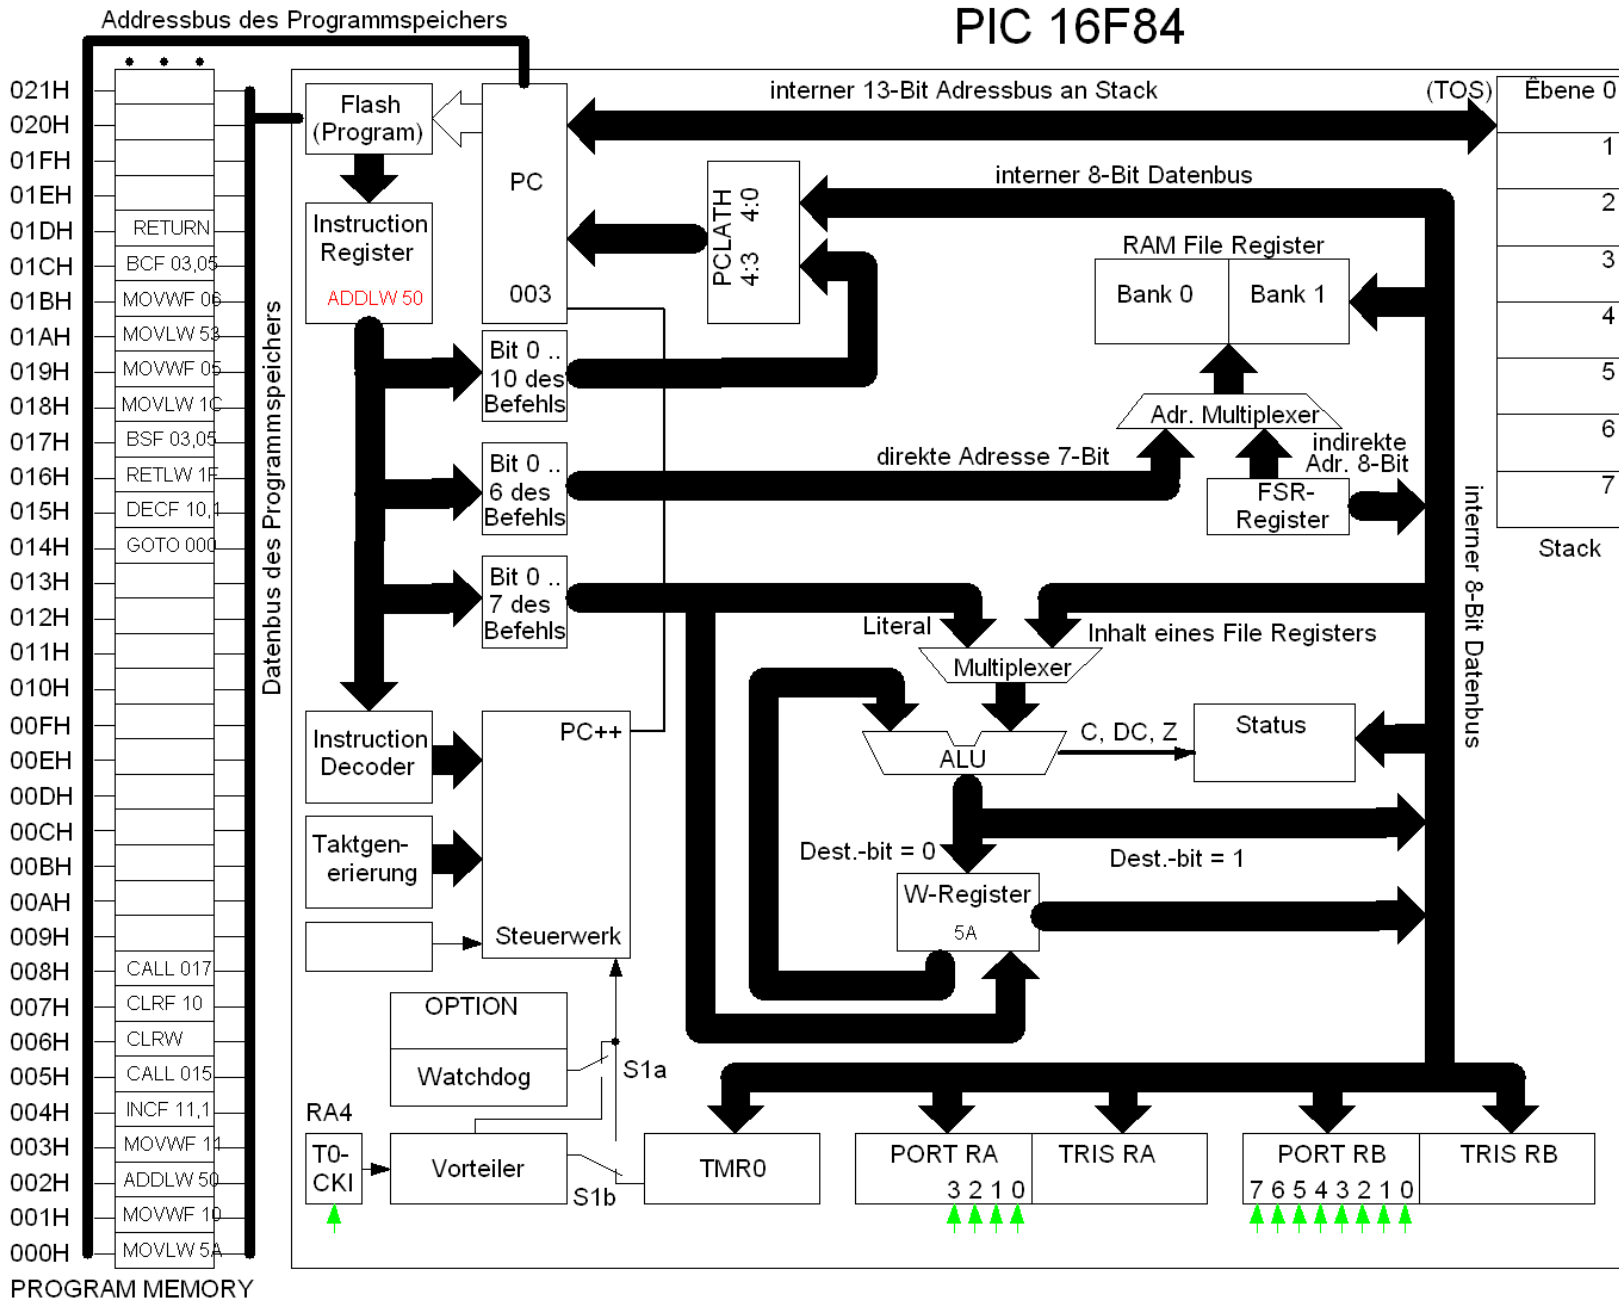 Addressbus des Programmspeichers
PIC 16F84
021H
020H
01FH
01EH
01DH RETURN
01CH BCF 03,05
01BH MOVWF 06
01AH MOVLW 53
019H MOVWF 05
018H MOVLW 1C
017H BSF 03,05
016H RETLW 1F
015H DECF 10,1
014H GOTO 000
013H
012H
011H
010H
00FH
00EH
00DH
00CH
00BH
00AH
009H
008H CALL 017
007H CLRF 10
006H CLRW
005H CALL 015
004H INCF 11,1
003H MOVWF 11
002H ADDLW 50
001H MOVWF 10
000H MOVLW 5A
PROGRAM MEMORY
Datenbus des Programmspeichers
Flash
(Program)
Instruction
Register
ADDLW 50
PC
003
interner 13-Bit Adressbus an Stack
(TOS)
Ebene 0
1
2
3
4
5
6
7
Stack
PCLATH
4:3 4:0
interner 8-Bit Datenbus
RAM File Register
Bank 0
Bank 1
Bit 0 ..
10 des
Befehls
Adr. Multiplexer
Bit 0 ..
6 des
Befehls
direkte Adresse 7-Bit
indirekte
Adr. 8-Bit
FSR-
Register
interner 8-Bit Datenbus
Bit 0 ..
7 des
Befehls
Literal
Inhalt eines File Registers
Multiplexer
Instruction
Decoder
PC++
Steuerwerk
Taktgen-
erierung
ALU
C, DC, Z
Status
Dest.-bit = 0
Dest.-bit = 1
W-Register
5A
OPTION
Watchdog
S1a
RA4
T0-
CKI
Vorteiler
S1b
TMR0
PORT RA
3 2 1 0
TRIS RA
PORT RB
7 6 5 4 3 2 1 0
TRIS RB